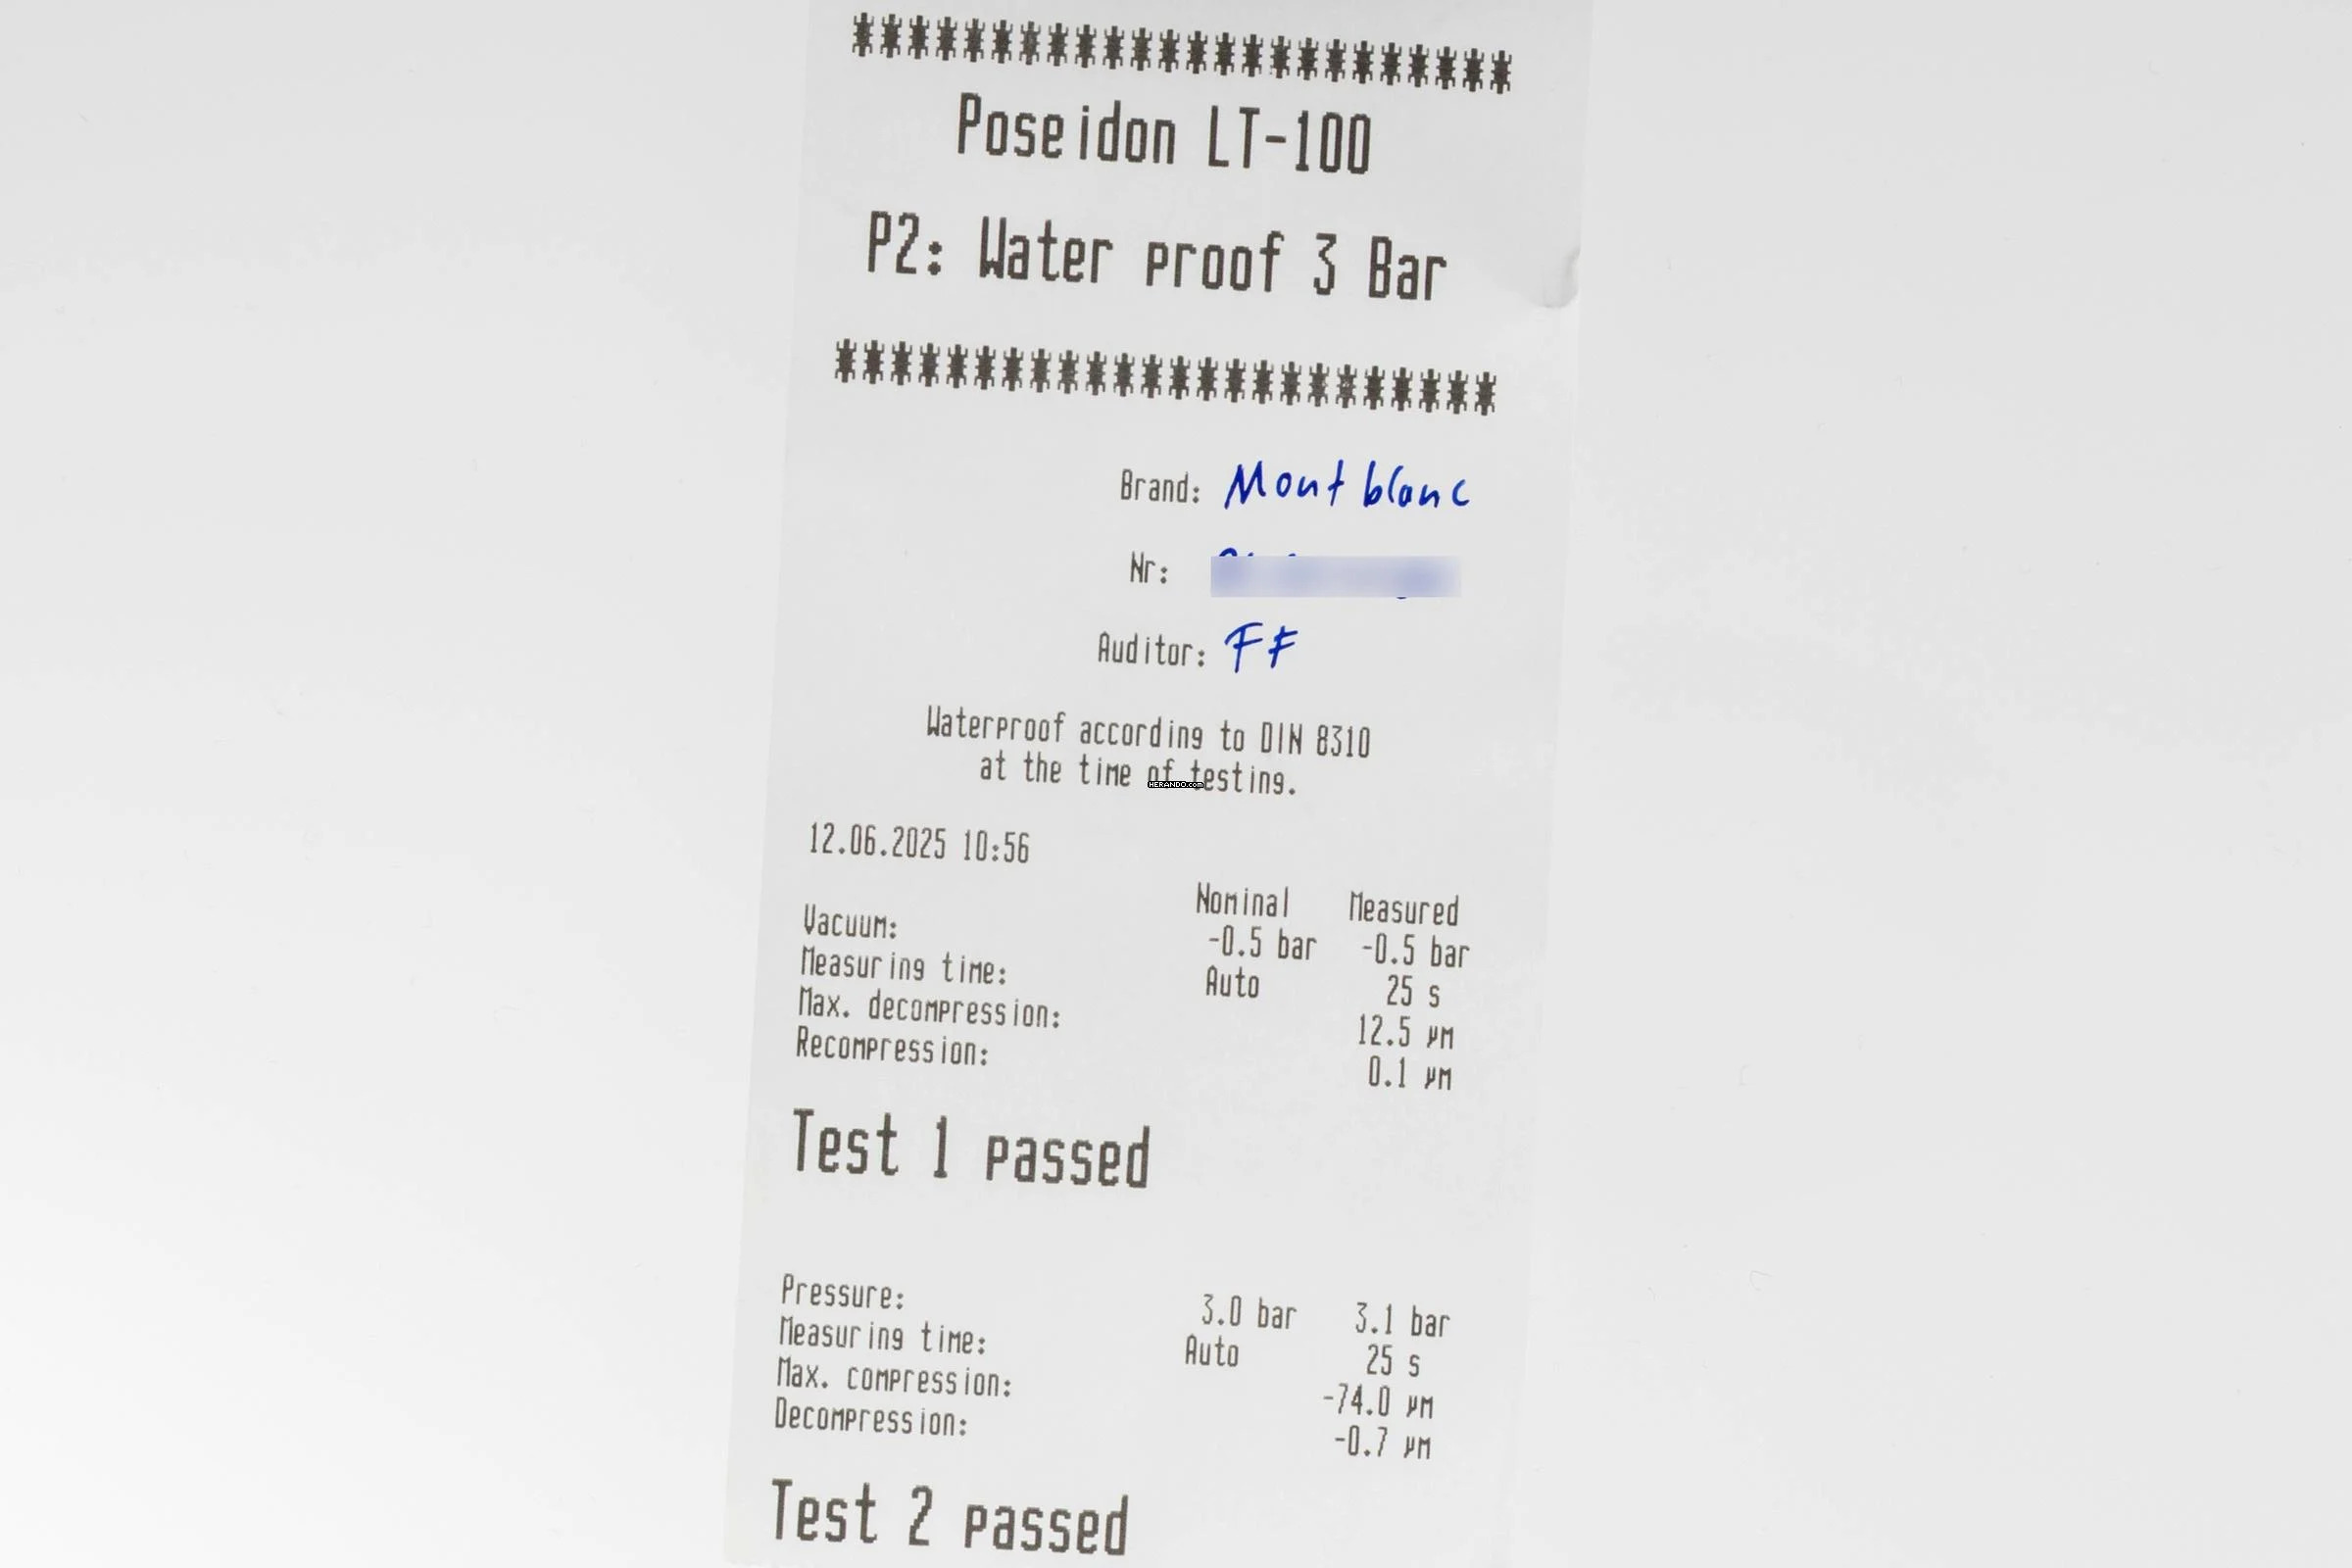 ************************
Poseidon LT-100
P2: Water proof 3 Bar
************************
Brand: Montblanc
Nr:
Auditor: FF
Waterproof according to DIN 8310
at the time of testing.
HERANDO.com
12.06.2025 10:56
Nominal Measured
Vacuum: -0.5 bar -0.5 bar
Measuring time: Auto 25 s
Max. decompression: 12.5 µm
Recompression: 0.1 µm
Test 1 passed
Pressure: 3.0 bar 3.1 bar
Measuring time: Auto 25 s
Max. compression: -74.0 µm
Decompression: -0.7 µm
Test 2 passed